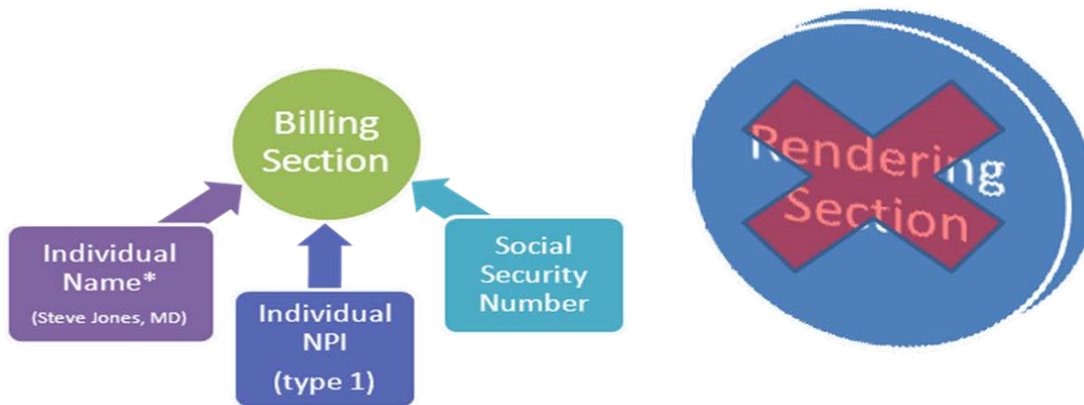 Billing
Section
Individual
Name*
(Steve Jones, MD)
Individual
NPI
(type 1)
Social
Security
Number
Rendering
Section